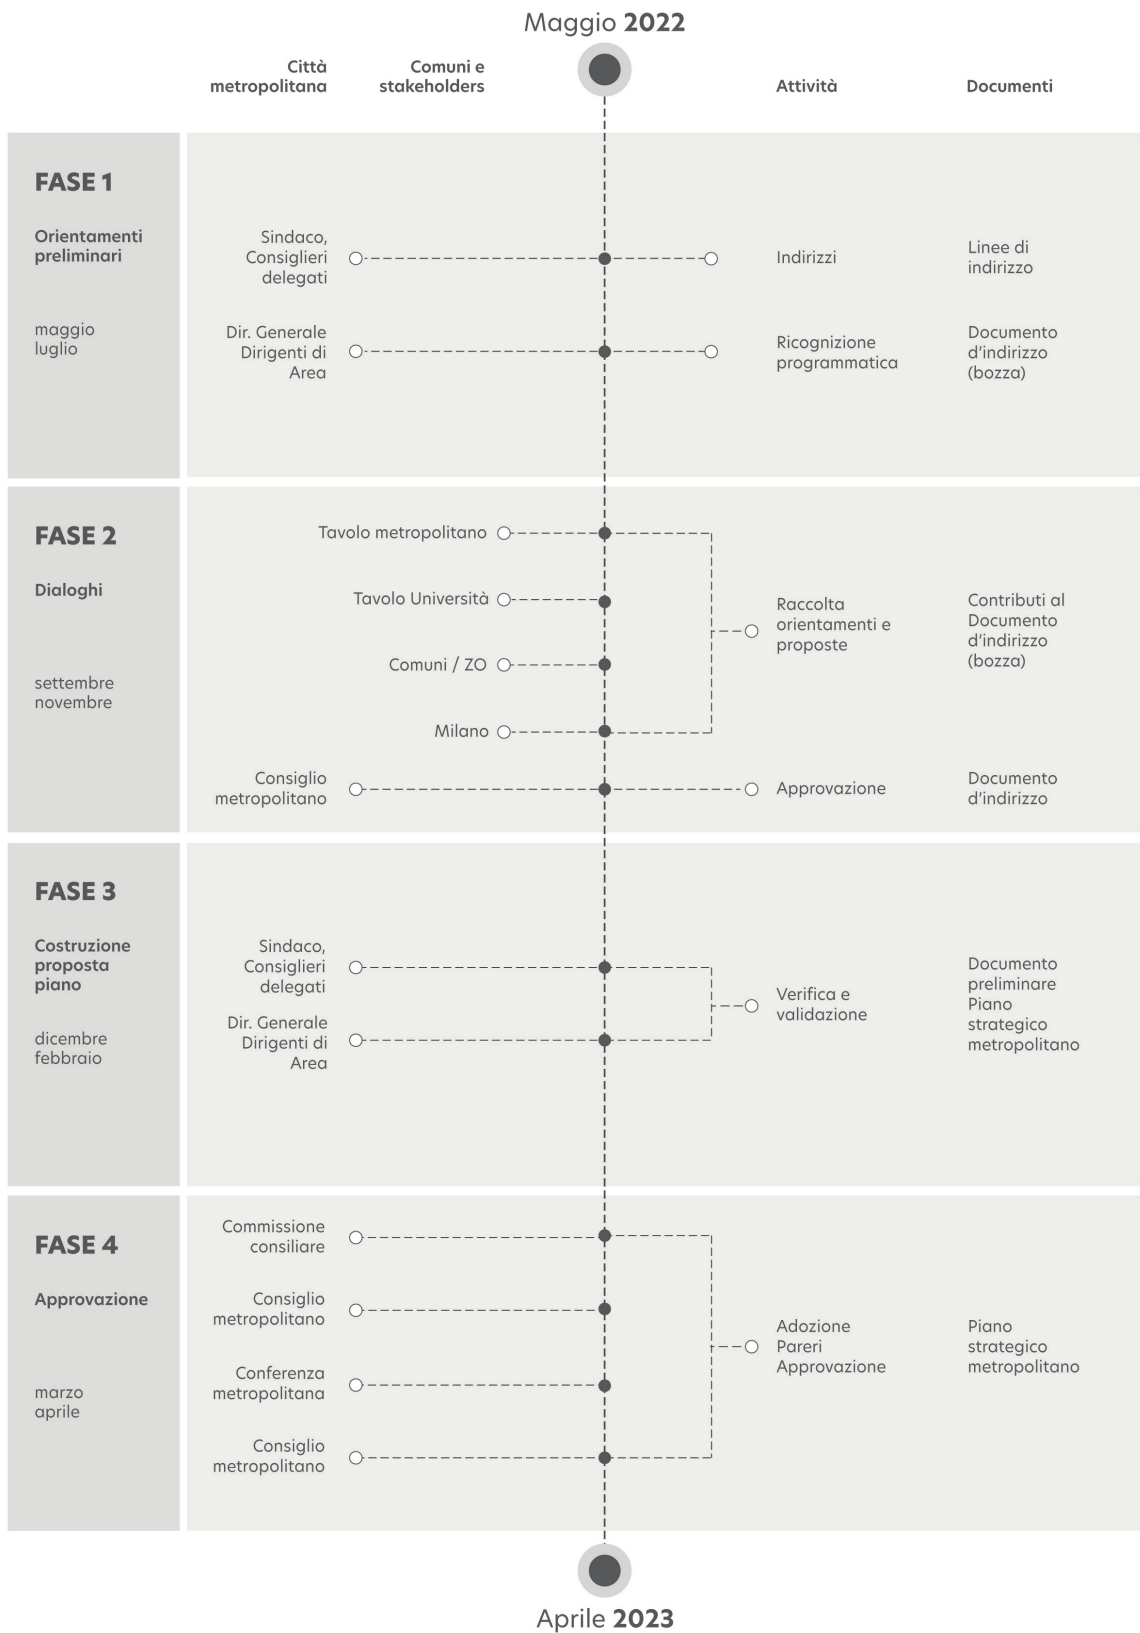 Maggio 2022
Città
metropolitana
Comuni e
stakeholders
Attività
Documenti
FASE 1
Orientamenti
preliminari
maggio
luglio
Sindaco,
Consiglieri
delegati
Indirizzi
Linee di
indirizzo
Dir. Generale
Dirigenti di
Area
Ricognizione
programmatica
Documento
d'indirizzo
(bozza)
FASE 2
Dialoghi
settembre
novembre
Tavolo metropolitano
Tavolo Università
Comuni / ZO
Milano
Raccolta
orientamenti e
proposte
Contributi al
Documento
d'indirizzo
(bozza)
Consiglio
metropolitano
Approvazione
Documento
d'indirizzo
FASE 3
Costruzione
proposta
piano
dicembre
febbraio
Sindaco,
Consiglieri
delegati
Dir. Generale
Dirigenti di
Area
Verifica e
validazione
Documento
preliminare
Piano
strategico
metropolitano
FASE 4
Approvazione
marzo
aprile
Commissione
consiliare
Consiglio
metropolitano
Conferenza
metropolitana
Consiglio
metropolitano
Adozione
Pareri
Approvazione
Piano
strategico
metropolitano
Aprile 2023